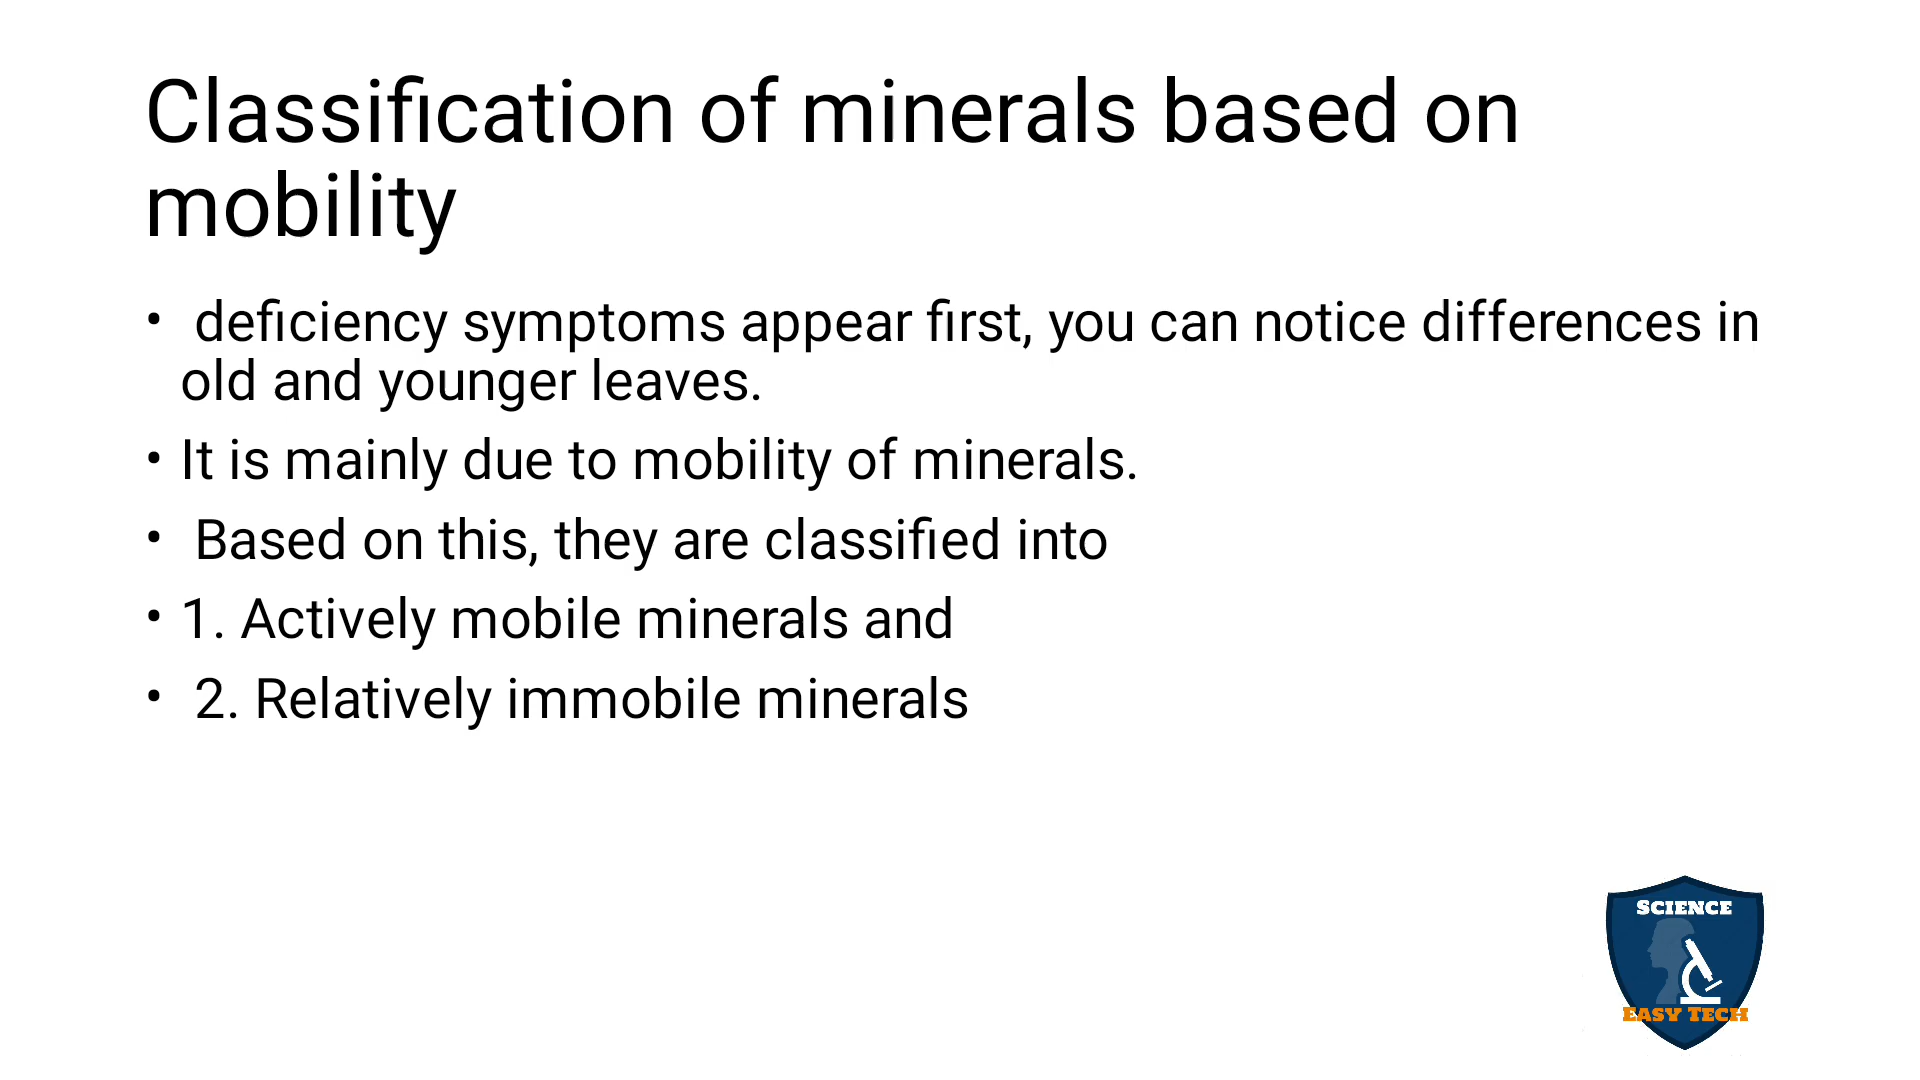 Classification of minerals based on
mobility
• deficiency symptoms appear first, you can notice differences in
old and younger leaves.
• It is mainly due to mobility of minerals.
• Based on this, they are classified into
• 1. Actively mobile minerals and
• 2. Relatively immobile minerals
SCIENCE
EASY TECH